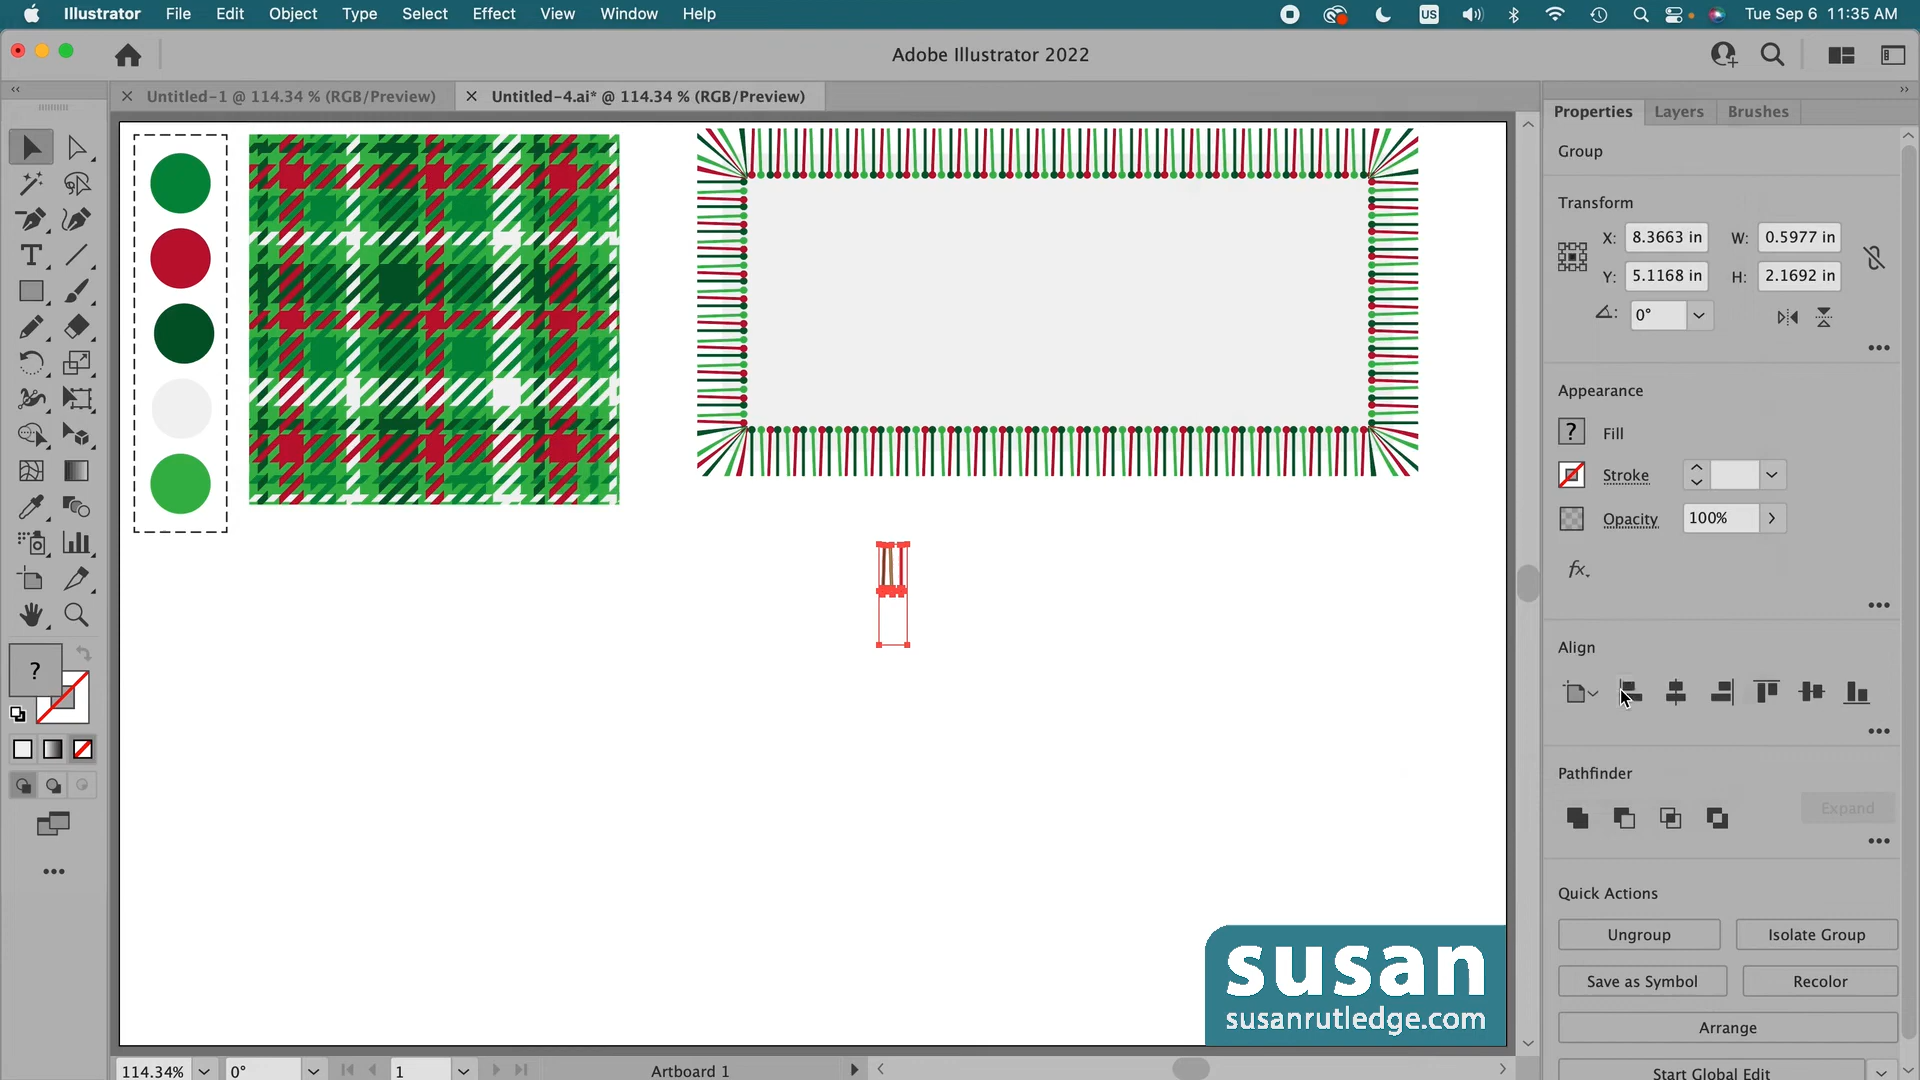 Illustrator File Edit Object Type Select Effect View Window Help US Tue Sep 6 11:35 AM
Adobe Illustrator 2022
Untitled-1 @ 114.34 % (RGB/Preview) Untitled-4.ai* @ 114.34 % (RGB/Preview)
Properties Layers Brushes
Group
Transform
X: 8.3663 in W: 0.5977 in
Y: 5.1168 in H: 2.1692 in
0°
Appearance
? Fill
Stroke
Opacity 100%
fx.
Align
?
Pathfinder
Expand
Quick Actions
Ungroup Isolate Group
Save as Symbol Recolor
Arrange
Start Global Edit
susan
susanrutledge.com
114.34% 0° 1 Artboard 1